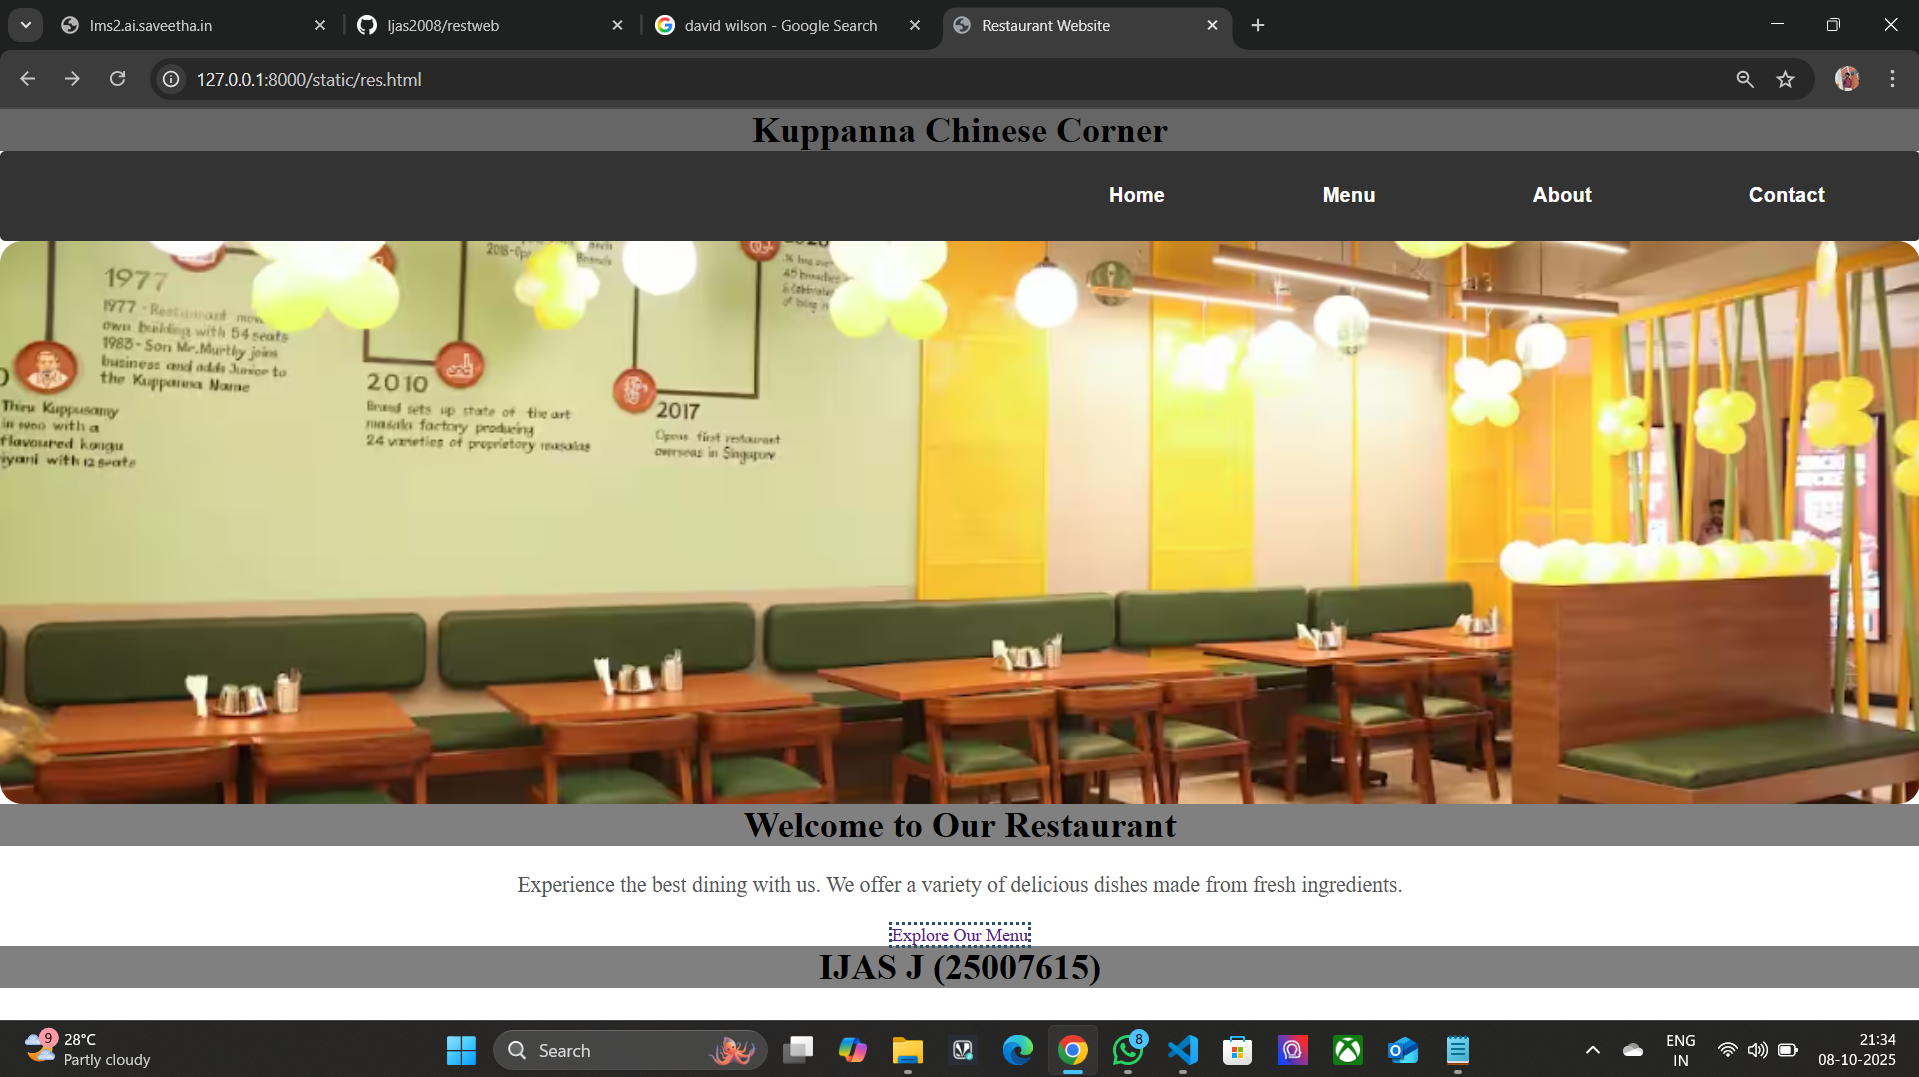 lms2.ai.saveetha.in
Ijas2008/restweb
david wilson - Google Search
Restaurant Website
127.0.0.1:8000/static/res.html
Kuppanna Chinese Corner
Home
Menu
About
Contact
1977
1977 - Restaurant
own building with 54 seats
1983 - Son Mr.Murthy joins
business and adds Junior to
the Kuppanna Name
Thiru Kuppusamy
in 1960 with a
flavoured kongu
iyani with 12 seats
2010
Brand sets up state of the art
masala factory producing
24 varieties of proprietory masalas
2017
Opens first restaurant
overseas in Singapore
Welcome to Our Restaurant
Experience the best dining with us. We offer a variety of delicious dishes made from fresh ingredients.
Explore Our Menu
IJAS J (25007615)
9
28°C
Partly cloudy
Search
8
ENG
IN
21:34
08-10-2025